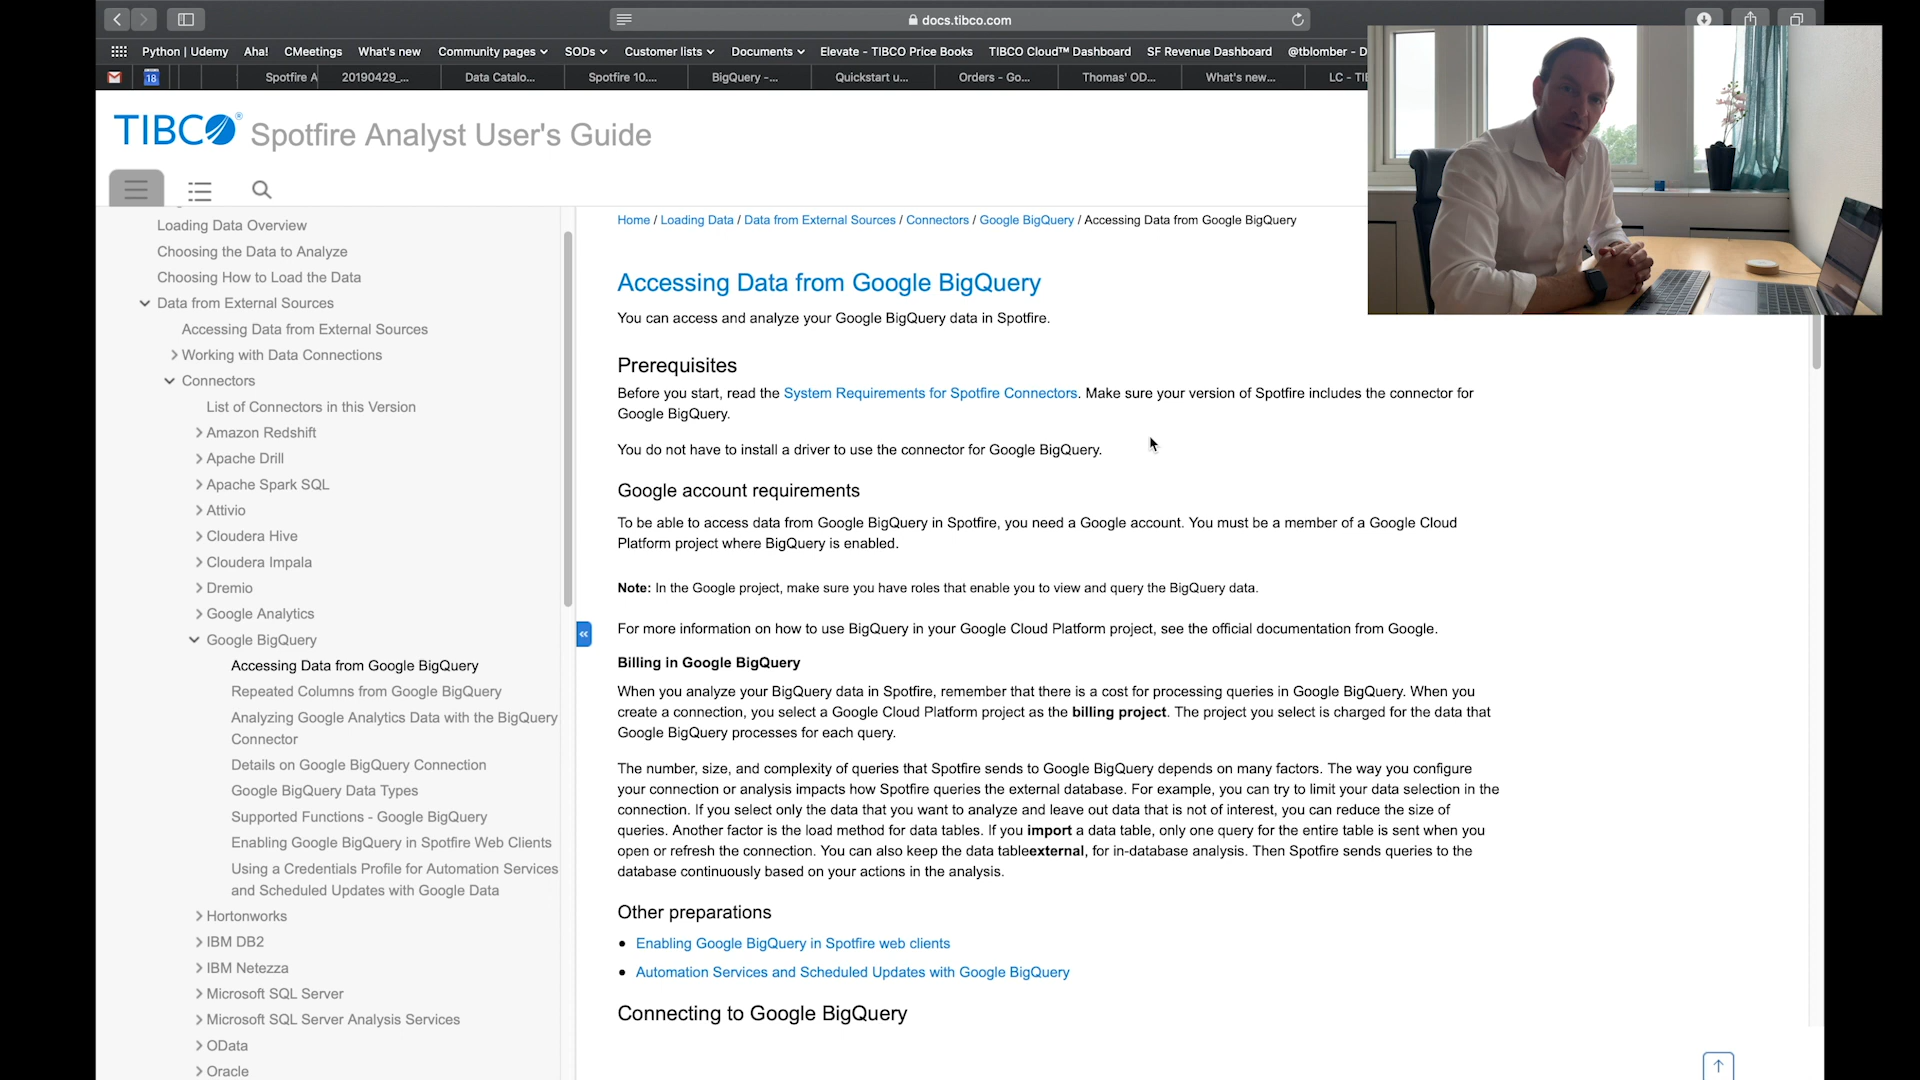 docs.tibco.com
Python | Udemy Aha! CMeetings What's new Community pages SODs Customer lists Documents Elevate - TIBCO Price Books TIBCO Cloud™ Dashboard SF Revenue Dashboard @tblomber - D
18 Spotfire A 20190429_... Data Catalo... Spotfire 10.... BigQuery -... Quickstart u... Orders - Go... Thomas' OD... What's new... LC - TI
TIBCO® Spotfire Analyst User's Guide
Loading Data Overview
Choosing the Data to Analyze
Choosing How to Load the Data
Data from External Sources
Accessing Data from External Sources
Working with Data Connections
Connectors
List of Connectors in this Version
Amazon Redshift
Apache Drill
Apache Spark SQL
Attivio
Cloudera Hive
Cloudera Impala
Dremio
Google Analytics
Google BigQuery
Accessing Data from Google BigQuery
Repeated Columns from Google BigQuery
Analyzing Google Analytics Data with the BigQuery
Connector
Details on Google BigQuery Connection
Google BigQuery Data Types
Supported Functions - Google BigQuery
Enabling Google BigQuery in Spotfire Web Clients
Using a Credentials Profile for Automation Services
and Scheduled Updates with Google Data
Hortonworks
IBM DB2
IBM Netezza
Microsoft SQL Server
Microsoft SQL Server Analysis Services
OData
Oracle
Home / Loading Data / Data from External Sources / Connectors / Google BigQuery / Accessing Data from Google BigQuery
Accessing Data from Google BigQuery
You can access and analyze your Google BigQuery data in Spotfire.
Prerequisites
Before you start, read the System Requirements for Spotfire Connectors. Make sure your version of Spotfire includes the connector for
Google BigQuery.
You do not have to install a driver to use the connector for Google BigQuery.
Google account requirements
To be able to access data from Google BigQuery in Spotfire, you need a Google account. You must be a member of a Google Cloud
Platform project where BigQuery is enabled.
Note: In the Google project, make sure you have roles that enable you to view and query the BigQuery data.
For more information on how to use BigQuery in your Google Cloud Platform project, see the official documentation from Google.
Billing in Google BigQuery
When you analyze your BigQuery data in Spotfire, remember that there is a cost for processing queries in Google BigQuery. When you
create a connection, you select a Google Cloud Platform project as the billing project. The project you select is charged for the data that
Google BigQuery processes for each query.
The number, size, and complexity of queries that Spotfire sends to Google BigQuery depends on many factors. The way you configure
your connection or analysis impacts how Spotfire queries the external database. For example, you can try to limit your data selection in the
connection. If you select only the data that you want to analyze and leave out data that is not of interest, you can reduce the size of
queries. Another factor is the load method for data tables. If you import a data table, only one query for the entire table is sent when you
open or refresh the connection. You can also keep the data tableexternal, for in-database analysis. Then Spotfire sends queries to the
database continuously based on your actions in the analysis.
Other preparations
• Enabling Google BigQuery in Spotfire web clients
• Automation Services and Scheduled Updates with Google BigQuery
Connecting to Google BigQuery